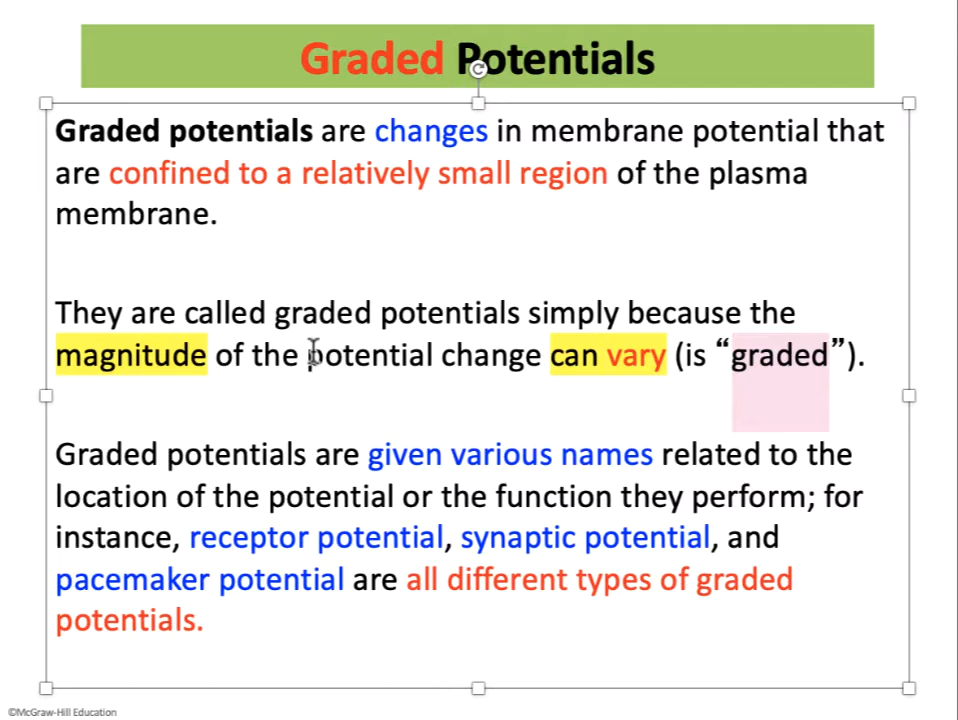 Graded Potentials
Graded potentials are changes in membrane potential that
are confined to a relatively small region of the plasma
membrane.
They are called graded potentials simply because the
magnitude of the potential change can vary (is “graded”).
Graded potentials are given various names related to the
location of the potential or the function they perform; for
instance, receptor potential, synaptic potential, and
pacemaker potential are all different types of graded
potentials.
©McGraw-Hill Education